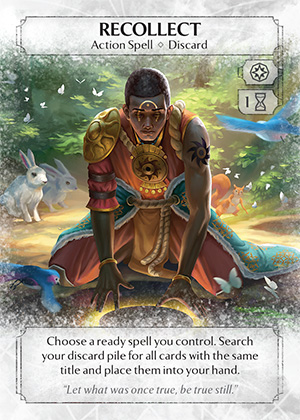 RECOLLECT
Action Spell ◇ Discard
1
Choose a ready spell you control. Search
your discard pile for all cards with the same
title and place them into your hand.
“Let what was once true, be true still.”